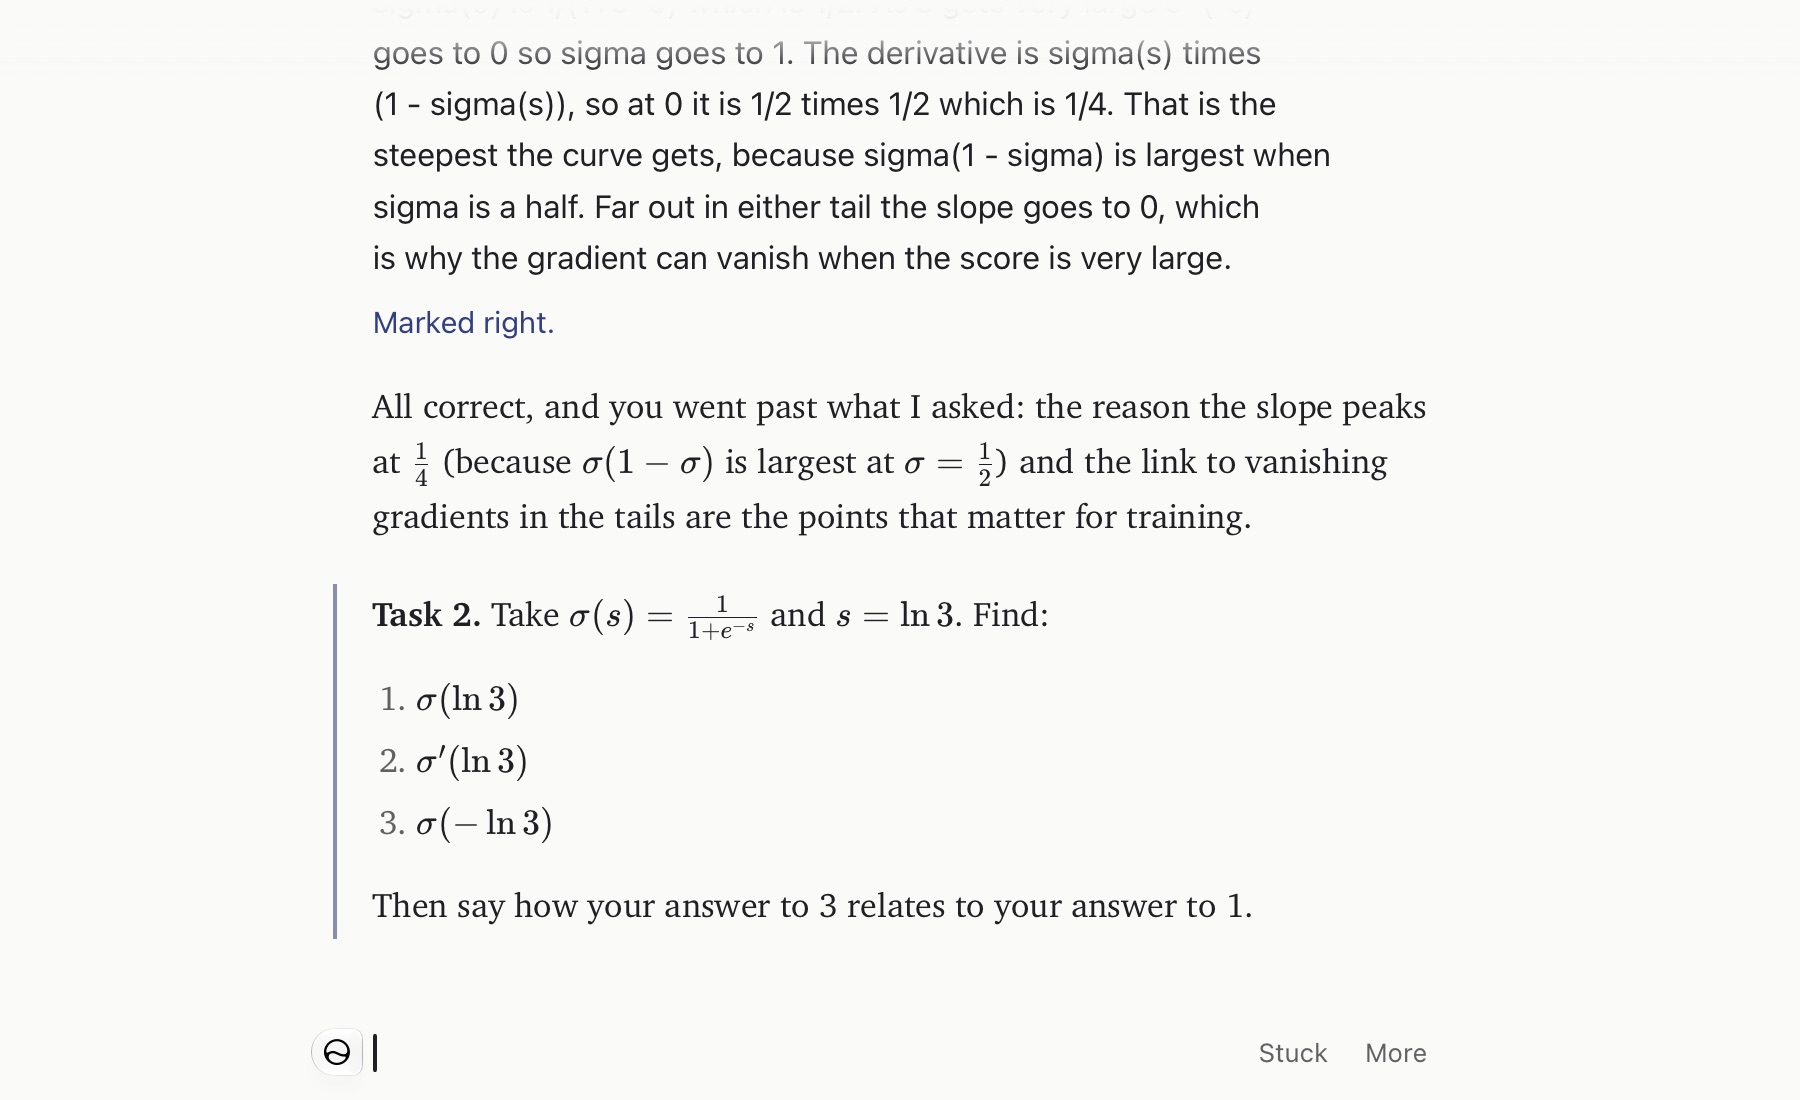 goes to 0 so sigma goes to 1. The derivative is sigma(s) times
(1 - sigma(s)), so at 0 it is 1/2 times 1/2 which is 1/4. That is the
steepest the curve gets, because sigma(1 - sigma) is largest when
sigma is a half. Far out in either tail the slope goes to 0, which
is why the gradient can vanish when the score is very large.
Marked right.
All correct, and you went past what I asked: the reason the slope peaks
at 1/4 (because σ(1 − σ) is largest at σ = 1/2) and the link to vanishing
gradients in the tails are the points that matter for training.
Task 2. Take σ(s) = 1/(1+e^−s) and s = ln 3. Find:
1. σ(ln 3)
2. σ′(ln 3)
3. σ(− ln 3)
Then say how your answer to 3 relates to your answer to 1.
Stuck More